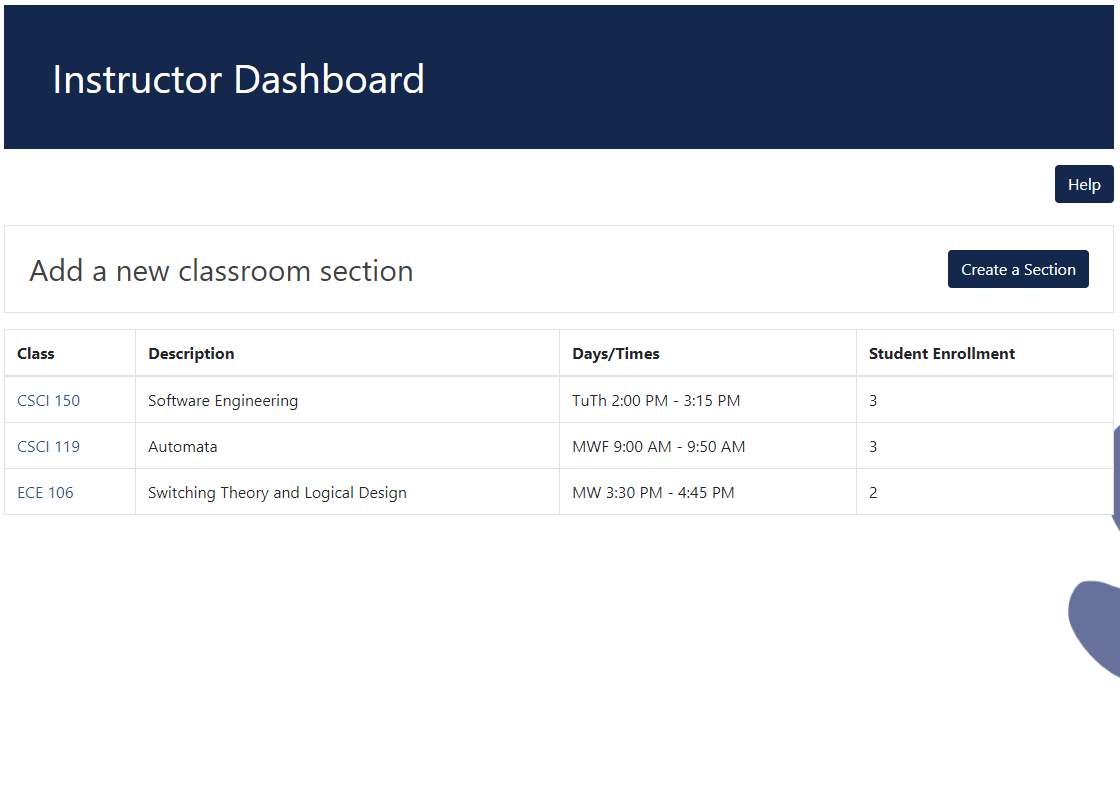 Instructor Dashboard
Help
Add a new classroom section
Create a Section
Class Description Days/Times Student Enrollment
CSCI 150 Software Engineering TuTh 2:00 PM - 3:15 PM 3
CSCI 119 Automata MWF 9:00 AM - 9:50 AM 3
ECE 106 Switching Theory and Logical Design MW 3:30 PM - 4:45 PM 2